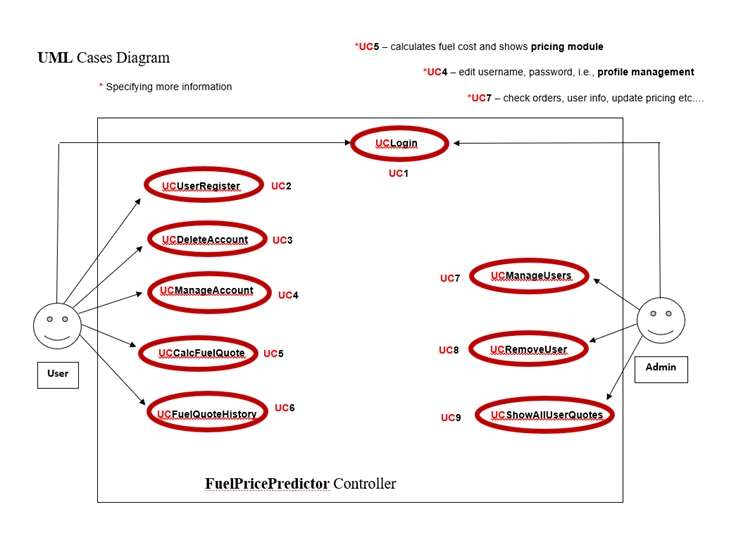 *UC5 – calculates fuel cost and shows pricing module
UML Cases Diagram
*UC4 – edit username, password, i.e., profile management
* Specifying more information
*UC7 – check orders, user info, update pricing etc.…
UCLogin
UC1
UCUserRegister UC2
UCDeleteAccount UC3
UCManageAccount UC4
UCCalcFuelQuote UC5
UCFuelQuoteHistory UC6
UC7 UCManageUsers
UC8 UCRemoveUser
UC9 UCShowAllUserQuotes
User
Admin
FuelPricePredictor Controller